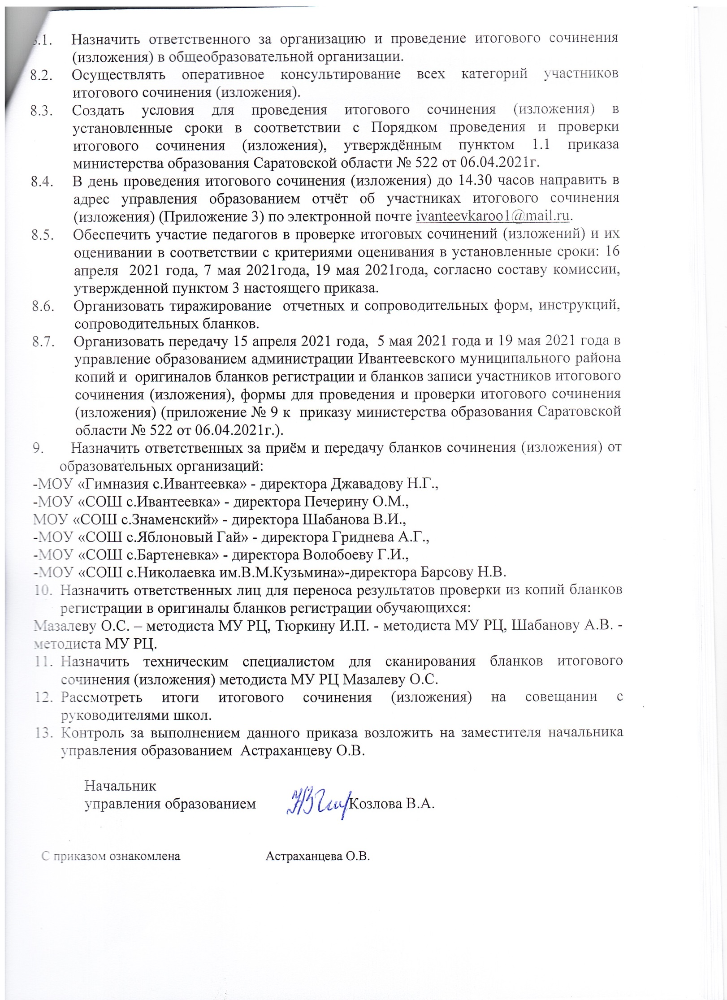 8.1. Назначить ответственного за организацию и проведение итогового сочинения
(изложения) в общеобразовательной организации.
8.2. Осуществлять оперативное консультирование всех категорий участников
итогового сочинения (изложения).
8.3. Создать условия для проведения итогового сочинения (изложения) в
установленные сроки в соответствии с Порядком проведения и проверки
итогового сочинения (изложения), утверждённым пунктом 1.1 приказа
министерства образования Саратовской области № 522 от 06.04.2021г.
8.4. В день проведения итогового сочинения (изложения) до 14.30 часов направить в
адрес управления образованием отчёт об участниках итогового сочинения
(изложения) (Приложение 3) по электронной почте ivanteevkaroo1@mail.ru.
8.5. Обеспечить участие педагогов в проверке итоговых сочинений (изложений) и их
оценивании в соответствии с критериями оценивания в установленные сроки: 16
апреля 2021 года, 7 мая 2021года, 19 мая 2021года, согласно составу комиссии,
утвержденной пунктом 3 настоящего приказа.
8.6. Организовать тиражирование отчетных и сопроводительных форм, инструкций,
сопроводительных бланков.
8.7. Организовать передачу 15 апреля 2021 года, 5 мая 2021 года и 19 мая 2021 года в
управление образованием администрации Ивантеевского муниципального района
копий и оригиналов бланков регистрации и бланков записи участников итогового
сочинения (изложения), формы для проведения и проверки итогового сочинения
(изложения) (приложение № 9 к приказу министерства образования Саратовской
области № 522 от 06.04.2021г.).
9. Назначить ответственных за приём и передачу бланков сочинения (изложения) от
образовательных организаций:
-МОУ «Гимназия с.Ивантеевка» - директора Джавадову Н.Г.,
-МОУ «СОШ с.Ивантеевка» - директора Печерину О.М.,
МОУ «СОШ с.Знаменский» - директора Шабанова В.И.,
-МОУ «СОШ с.Яблоновый Гай» - директора Гриднева А.Г.,
-МОУ «СОШ с.Бартеневка» - директора Волобоеву Г.И.,
-МОУ «СОШ с.Николаевка им.В.М.Кузьмина»-директора Барсову Н.В.
10. Назначить ответственных лиц для переноса результатов проверки из копий бланков
регистрации в оригиналы бланков регистрации обучающихся:
Мазалеву О.С. – методиста МУ РЦ, Тюркину И.П. - методиста МУ РЦ, Шабанову А.В. -
методиста МУ РЦ.
11. Назначить техническим специалистом для сканирования бланков итогового
сочинения (изложения) методиста МУ РЦ Мазалеву О.С.
12. Рассмотреть итоги итогового сочинения (изложения) на совещании с
руководителями школ.
13. Контроль за выполнением данного приказа возложить на заместителя начальника
управления образованием Астраханцеву О.В.
Начальник
управления образованием Козлова В.А.
С приказом ознакомлена Астраханцева О.В.